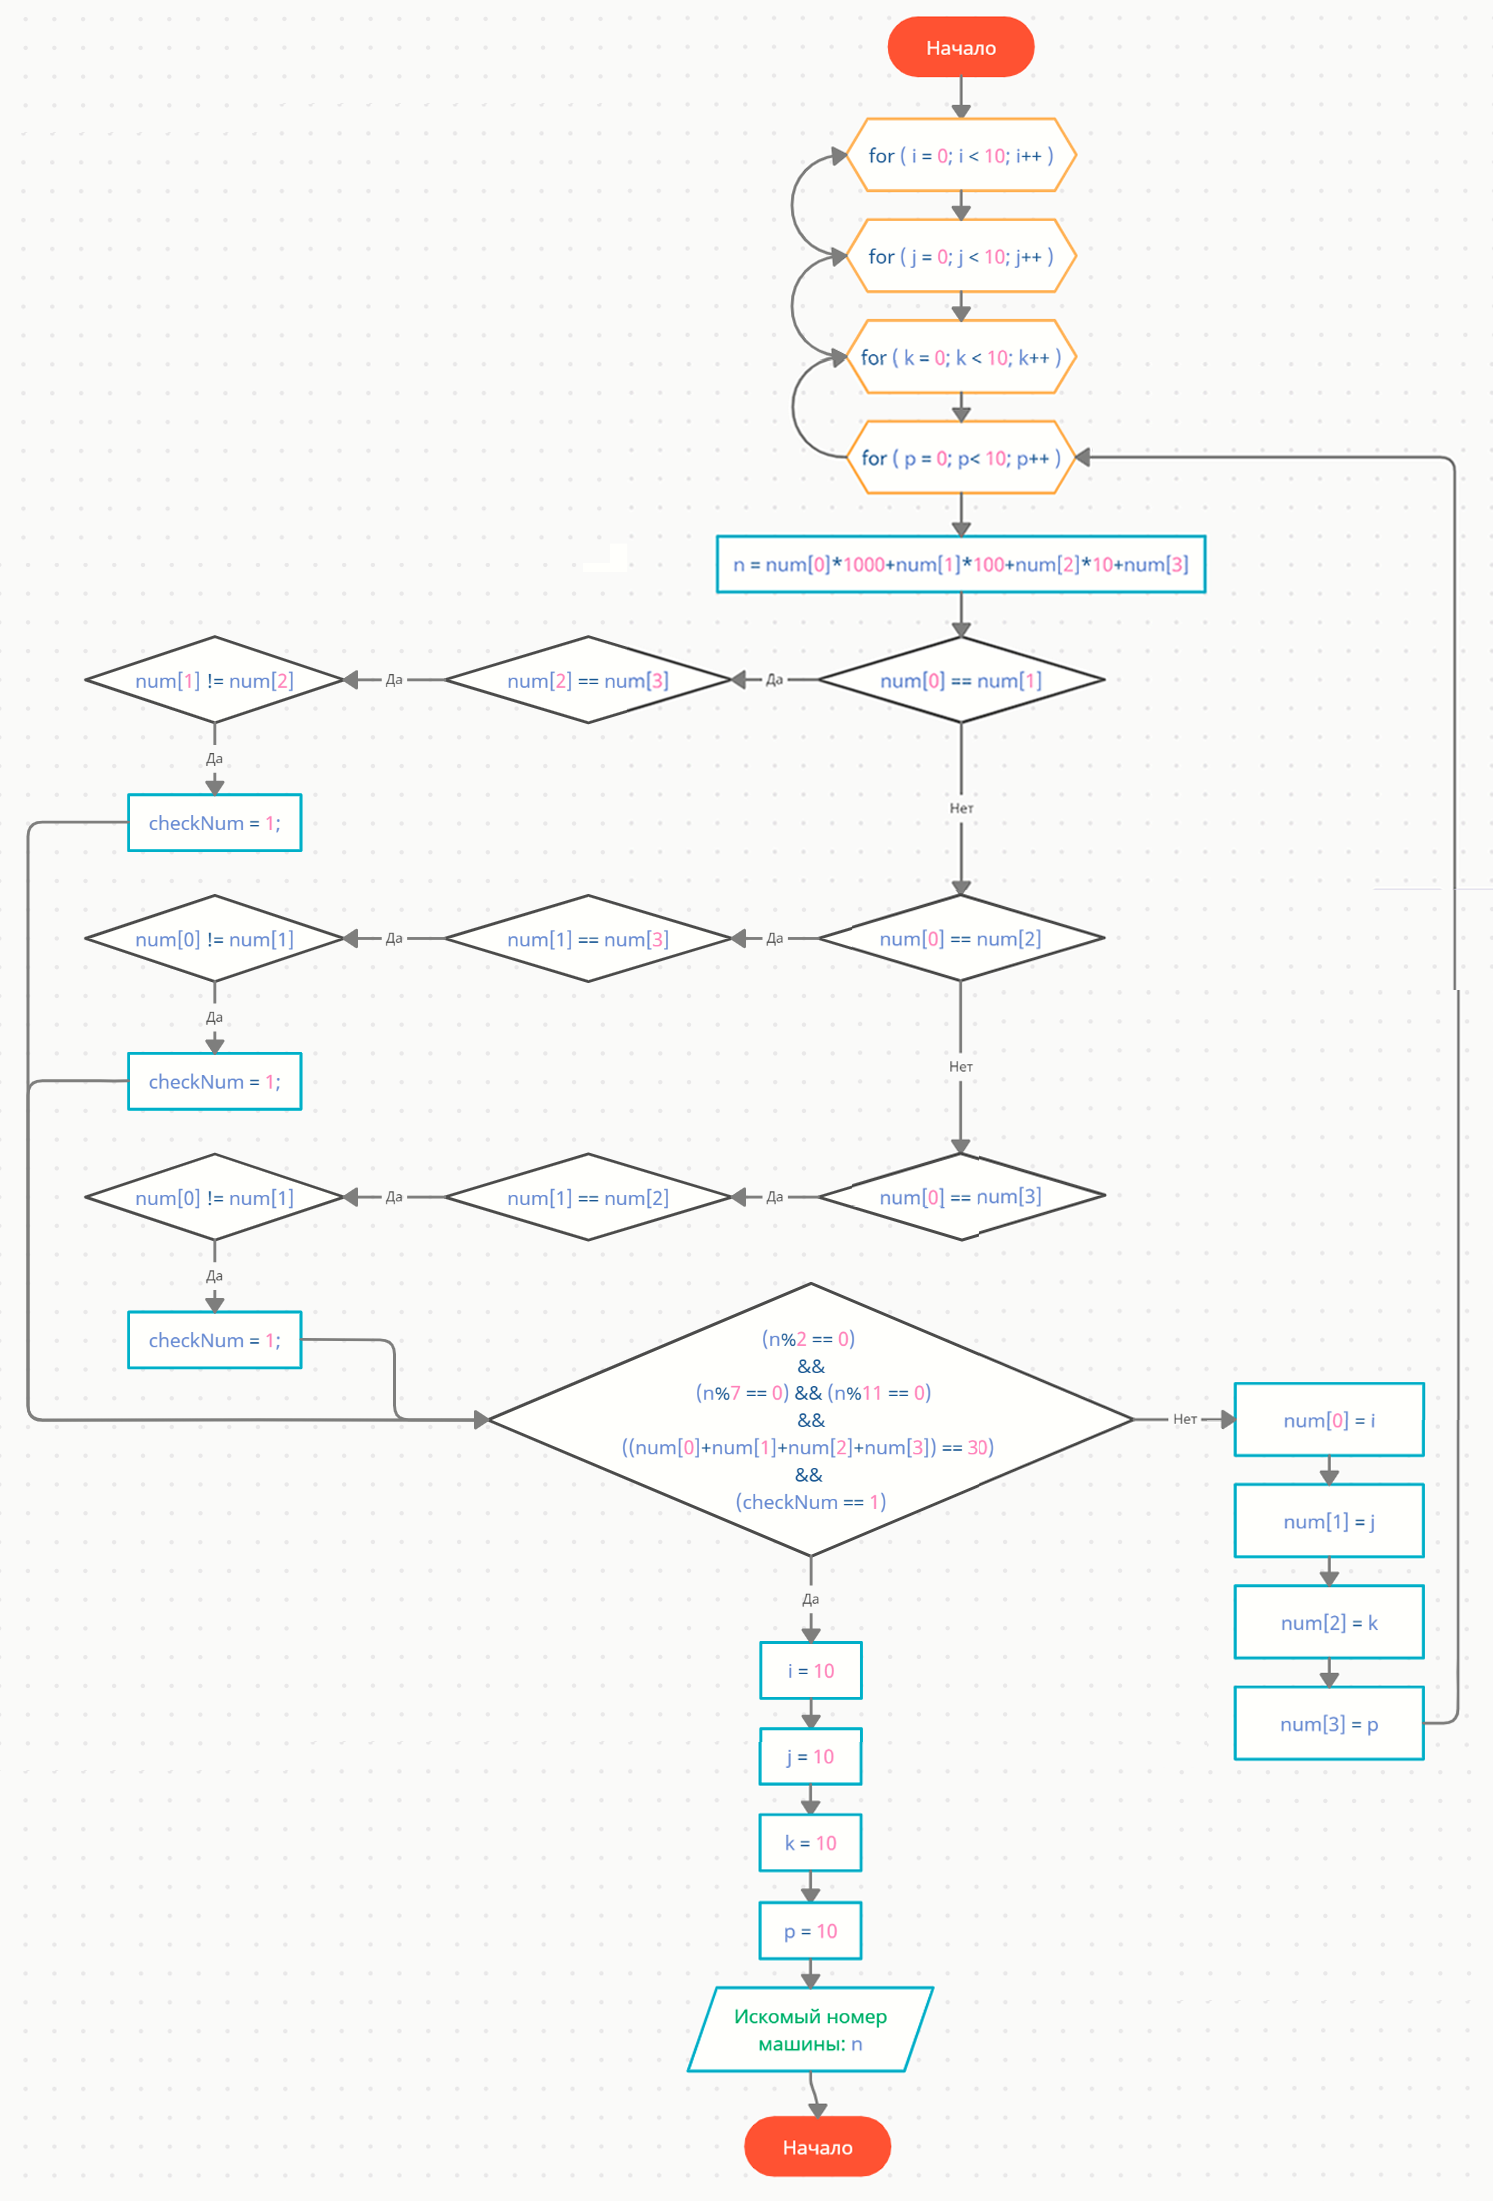 Начало
for ( i = 0; i < 10; i++ )
for ( j = 0; j < 10; j++ )
for ( k = 0; k < 10; k++ )
for ( p = 0; p< 10; p++ )
n = num[0]*1000+num[1]*100+num[2]*10+num[3]
num[1] != num[2]
Да
num[2] == num[3]
Да
num[0] == num[1]
Да
checkNum = 1;
Нет
num[0] != num[1]
Да
num[1] == num[3]
Да
num[0] == num[2]
Да
checkNum = 1;
Нет
num[0] != num[1]
Да
num[1] == num[2]
Да
num[0] == num[3]
Да
checkNum = 1;
(n%2 == 0)
&&
(n%7 == 0) && (n%11 == 0)
&&
((num[0]+num[1]+num[2]+num[3]) == 30)
&&
(checkNum == 1)
Нет
num[0] = i
num[1] = j
num[2] = k
num[3] = p
Да
i = 10
j = 10
k = 10
p = 10
Искомый номер
машины: n
Начало